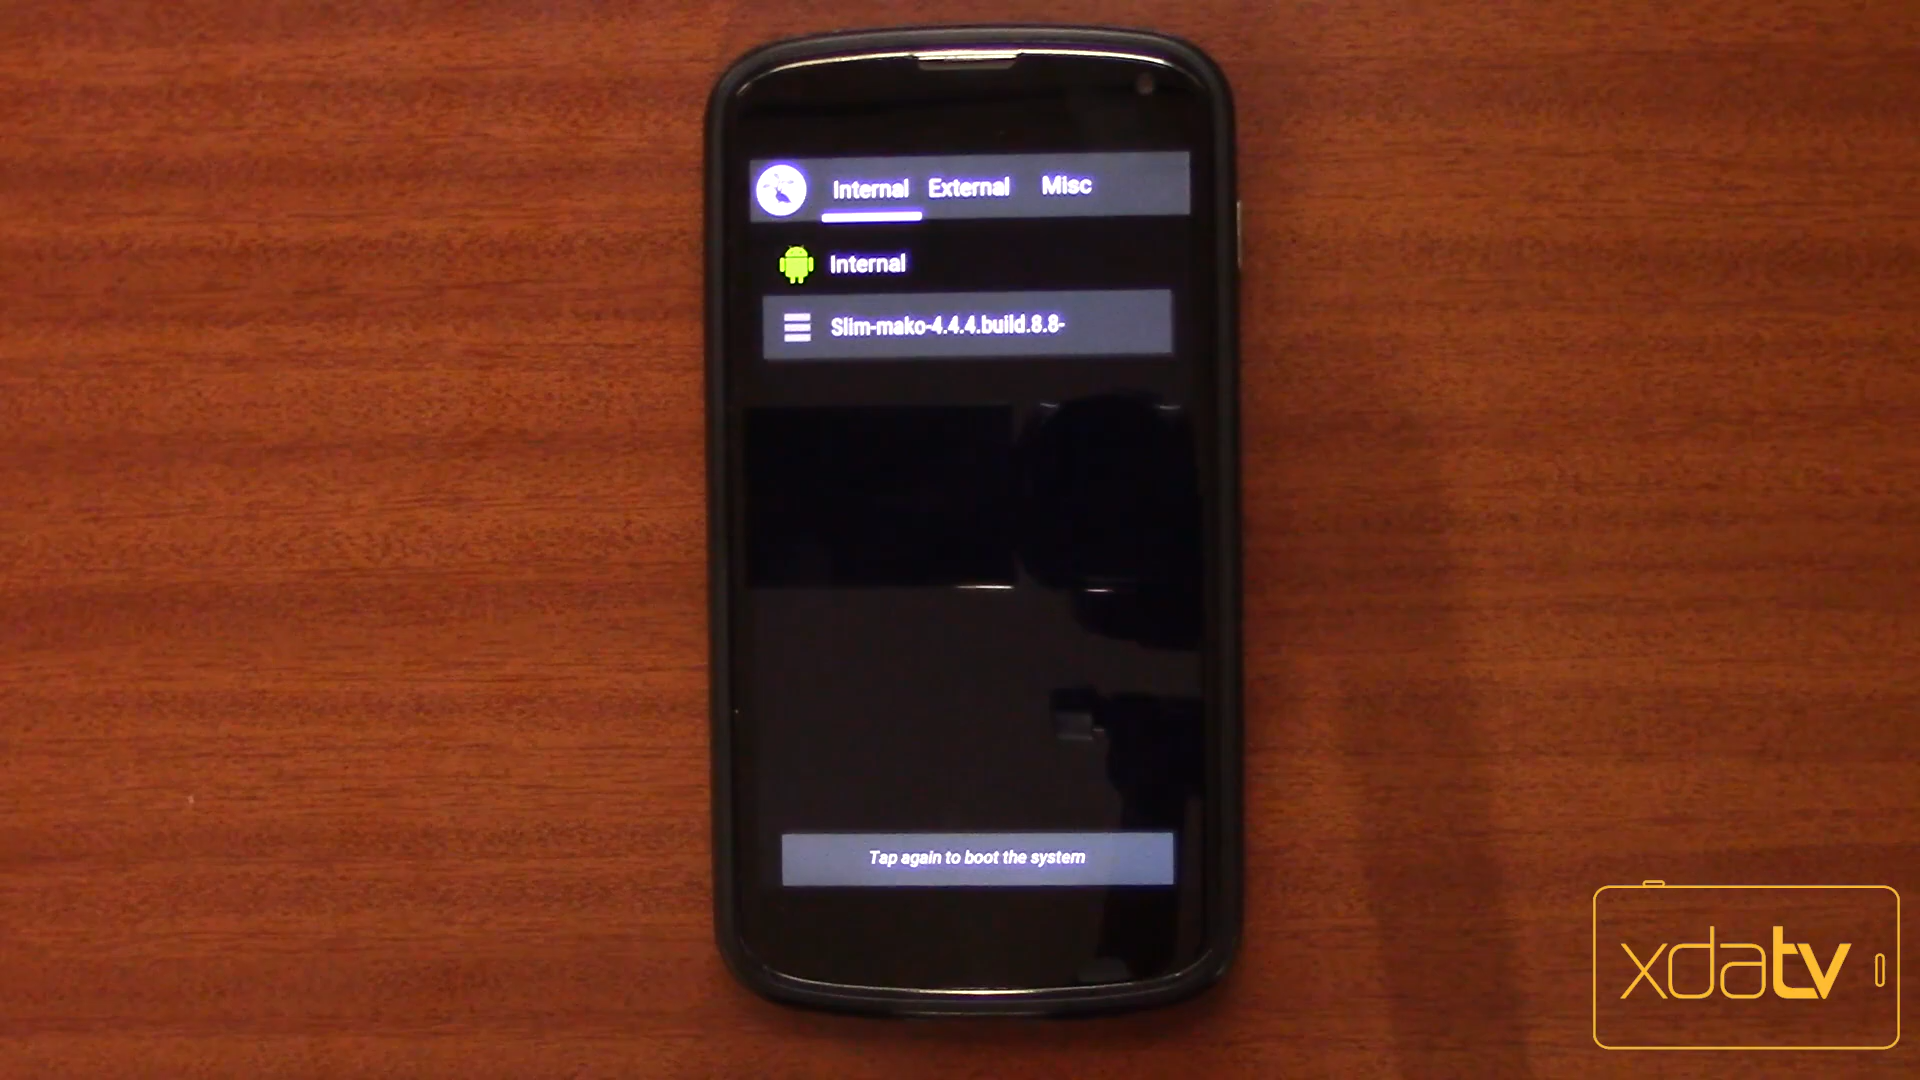 Internal External Misc
Internal
Slim-mako-4.4.4.build.8.8-
Tap again to boot the system
xdatv